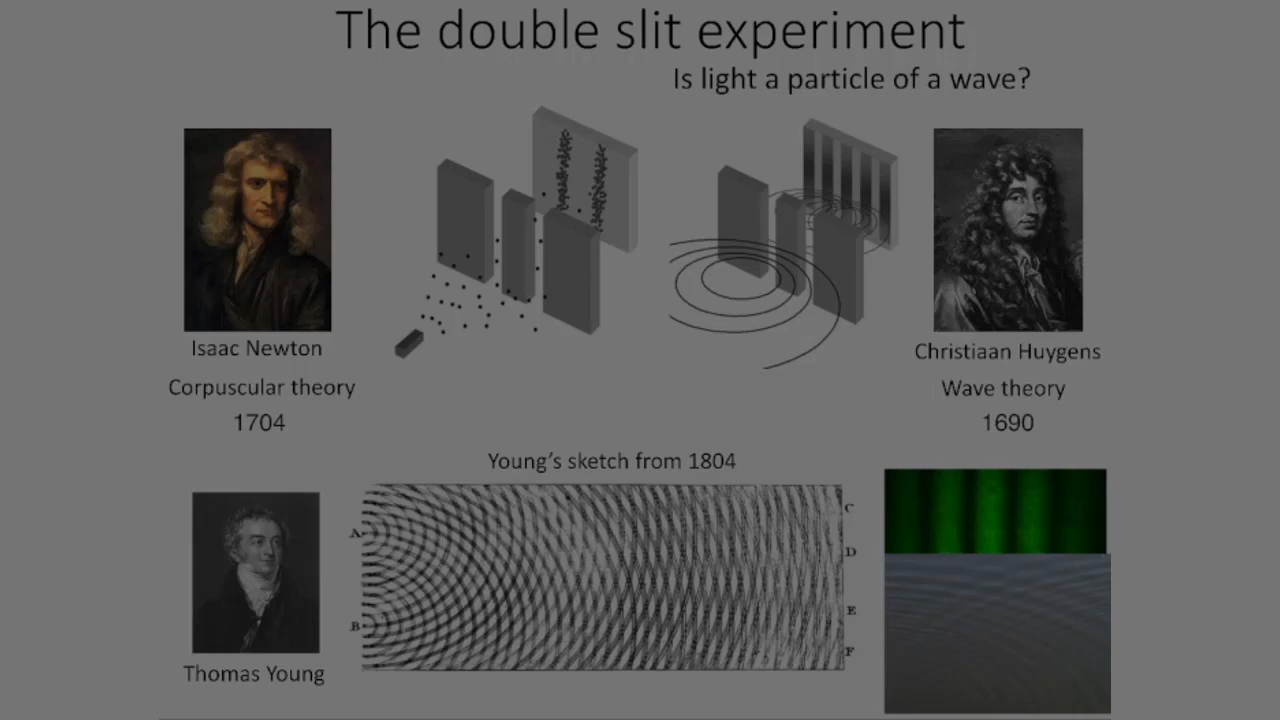 The double slit experiment
Is light a particle of a wave?
Isaac Newton
Corpuscular theory
1704
Christiaan Huygens
Wave theory
1690
Young's sketch from 1804
A
B
C
D
E
F
Thomas Young